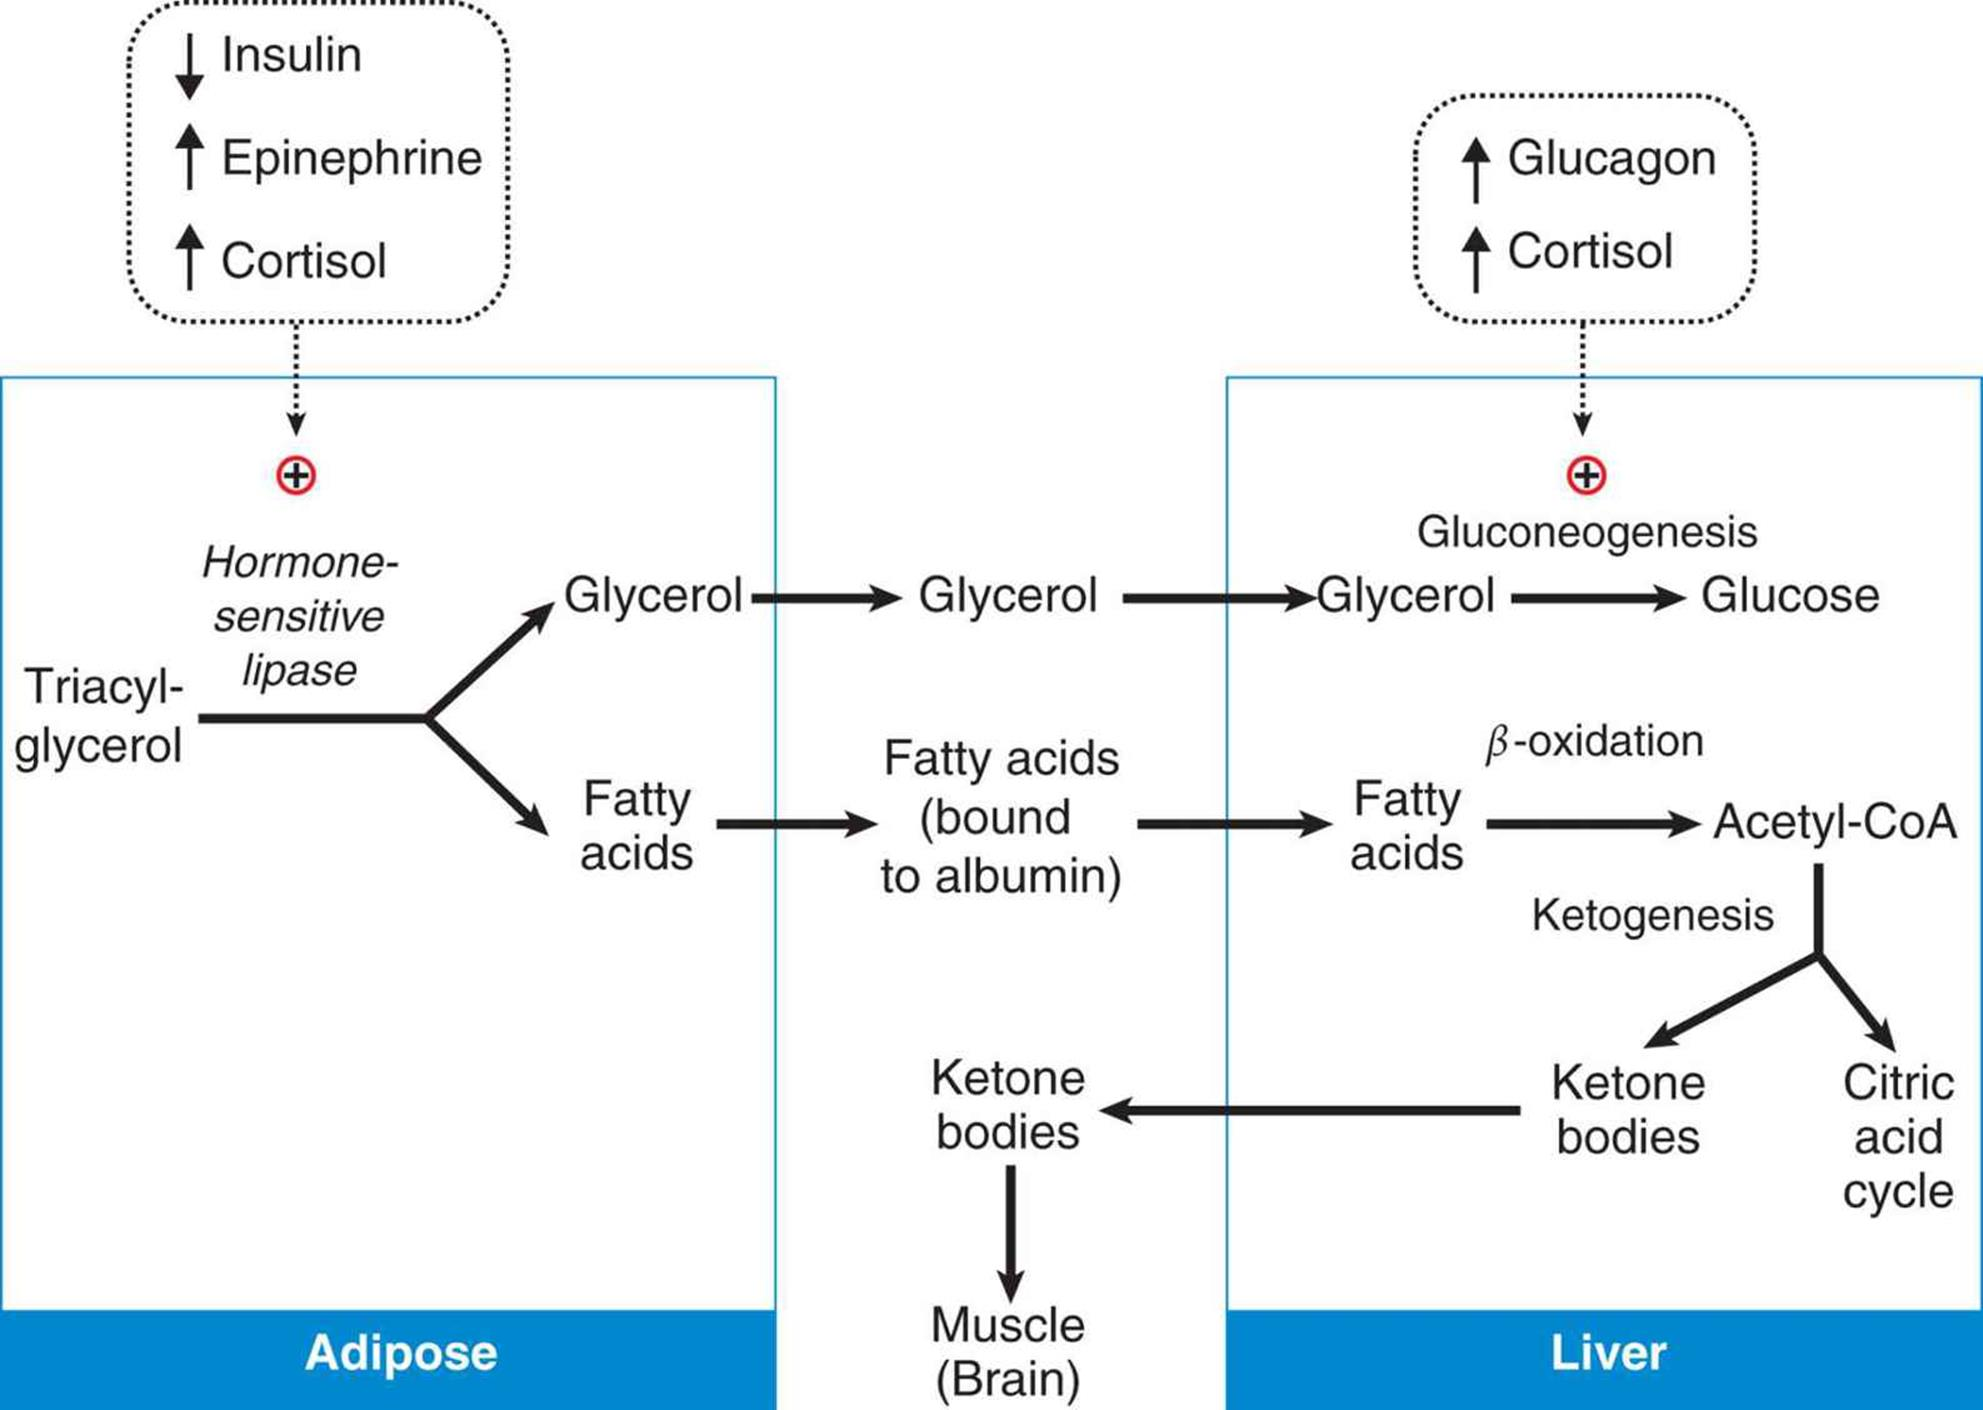 Insulin
Epinephrine
Cortisol
Glucagon
Cortisol
+
+
Hormone-
sensitive
lipase
Triacyl-
glycerol
Glycerol
Glycerol
Gluconeogenesis
Glycerol
Glucose
Fatty
acids
Fatty acids
(bound
to albumin)
Fatty
acids
β-oxidation
Acetyl-CoA
Ketogenesis
Ketone
bodies
Citric
acid
cycle
Ketone
bodies
Muscle
(Brain)
Adipose
Liver